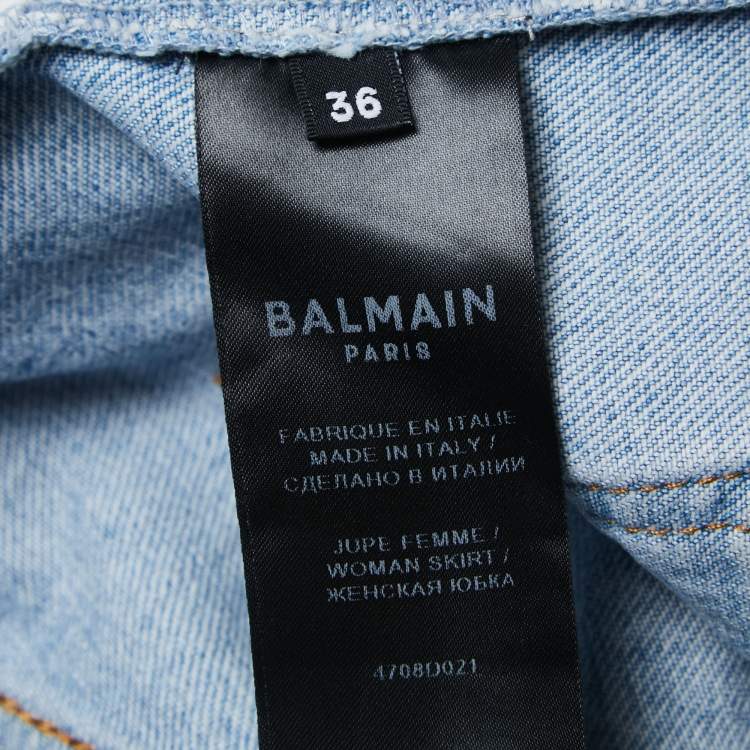 36
BALMAIN
PARIS
FABRIQUE EN ITALIE
MADE IN ITALY /
СДЕЛАНО В ИТАЛИИ
JUPE FEMME /
WOMAN SKIRT /
ЖЕНСКАЯ ЮБКА
4708D021